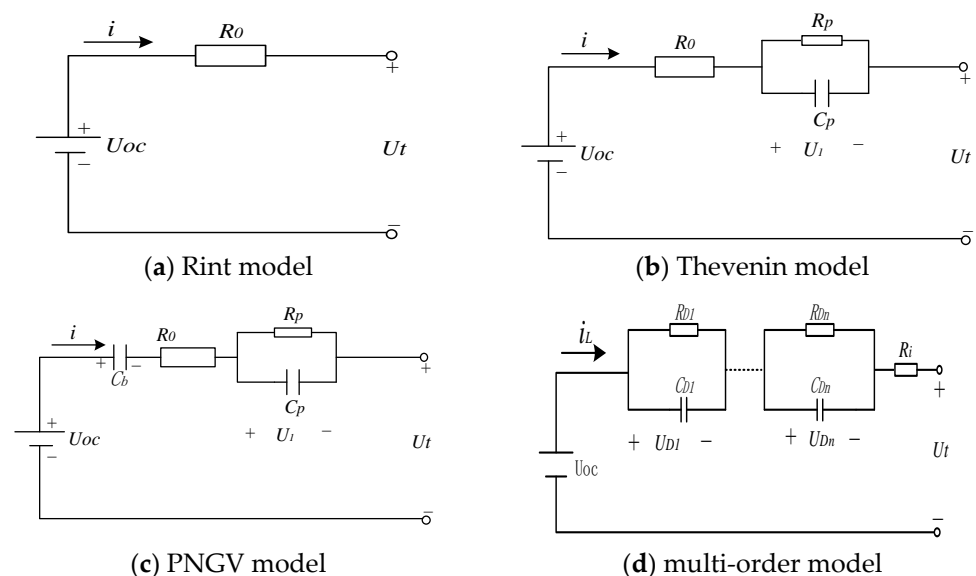 i
R0
+
+
Uoc
−
Ut
−
(a) Rint model
i
R0
Rp
+
Cp
+
Uoc
−
+ U1 −
Ut
−
(b) Thevenin model
i
R0
Rp
+ Cb −
+
Cp
+
Uoc
−
+ U1 −
Ut
−
(c) PNGV model
iL
RD1
RDn
Ri
CD1
CDn
+
+ UD1 −
+ UDn −
Ut
Uoc
−
(d) multi-order model